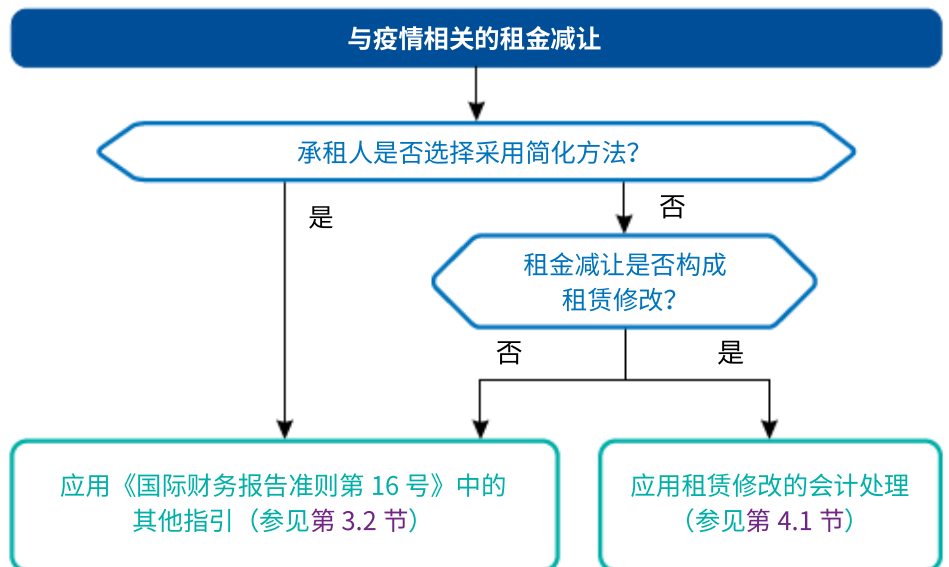 与疫情相关的租金减让
承租人是否选择采用简化方法？
是
否
租金减让是否构成
租赁修改？
否
是
应用《国际财务报告准则第 16 号》中的
其他指引（参见第 3.2 节）
应用租赁修改的会计处理
（参见第 4.1 节）